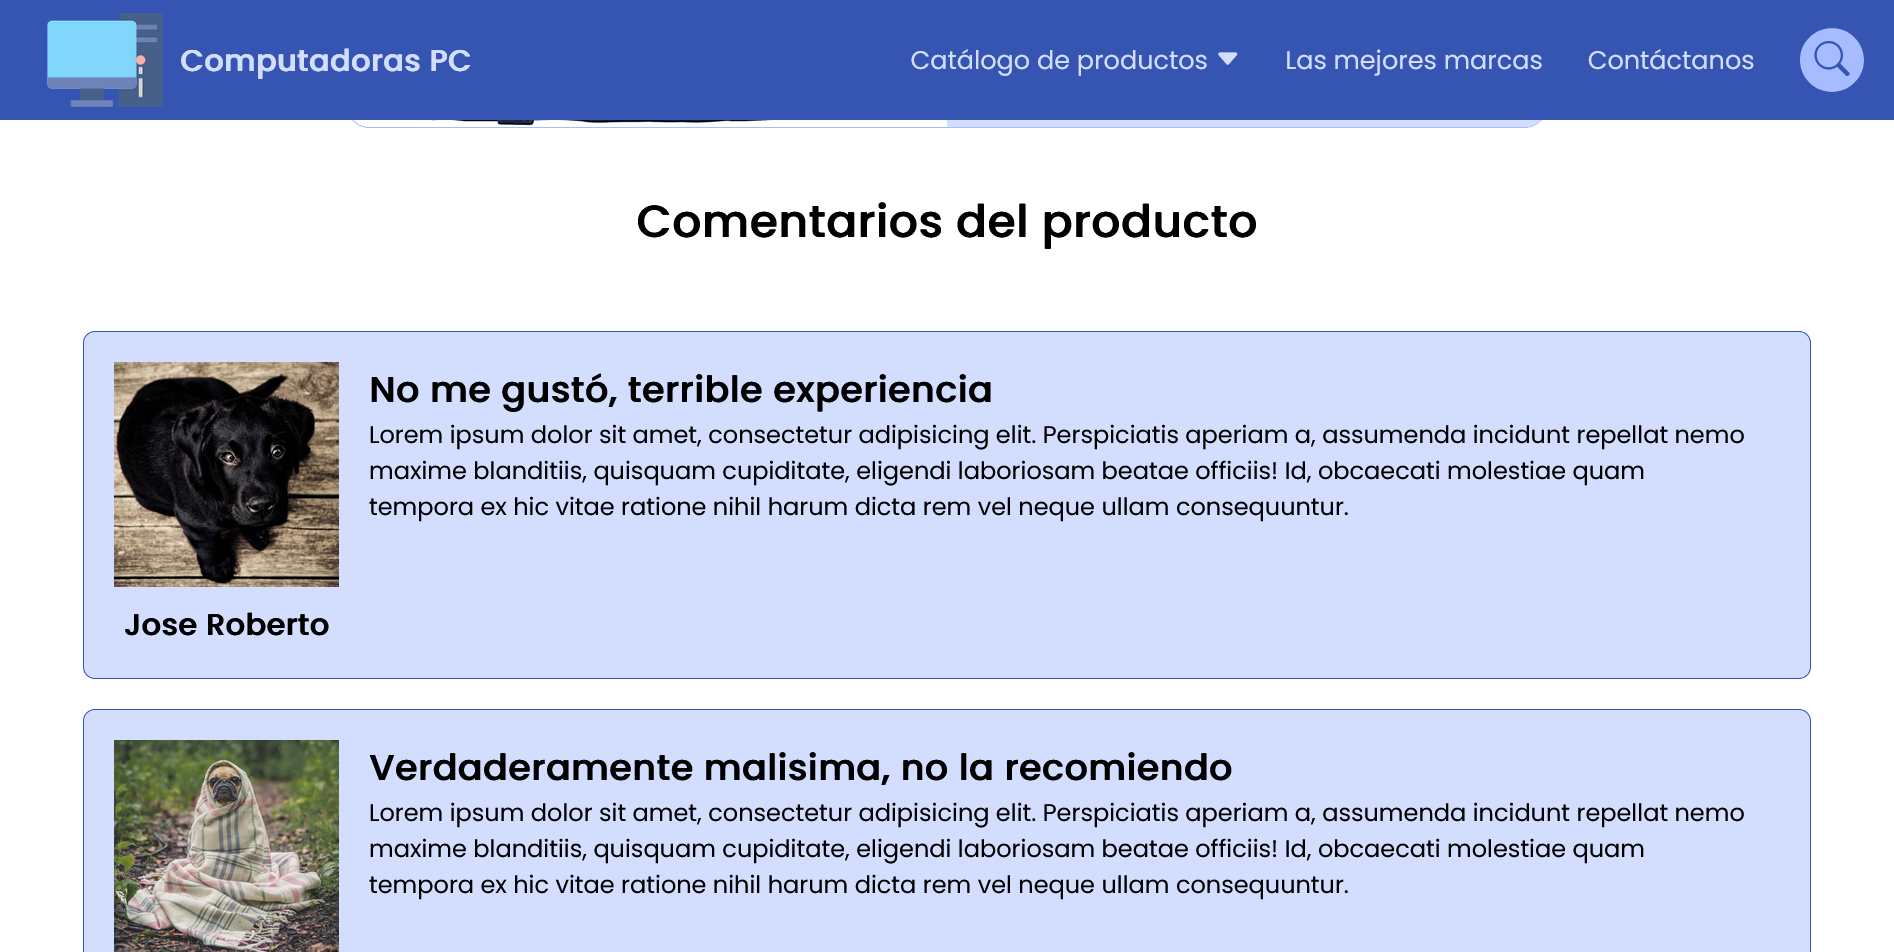 Computadoras PC
Catálogo de productos
Las mejores marcas
Contáctanos
Comentarios del producto
No me gustó, terrible experiencia
Lorem ipsum dolor sit amet, consectetur adipisicing elit. Perspiciatis aperiam a, assumenda incidunt repellat nemo
maxime blanditiis, quisquam cupiditate, eligendi laboriosam beatae officiis! Id, obcaecati molestiae quam
tempora ex hic vitae ratione nihil harum dicta rem vel neque ullam consequuntur.
Jose Roberto
Verdaderamente malisima, no la recomiendo
Lorem ipsum dolor sit amet, consectetur adipisicing elit. Perspiciatis aperiam a, assumenda incidunt repellat nemo
maxime blanditiis, quisquam cupiditate, eligendi laboriosam beatae officiis! Id, obcaecati molestiae quam
tempora ex hic vitae ratione nihil harum dicta rem vel neque ullam consequuntur.